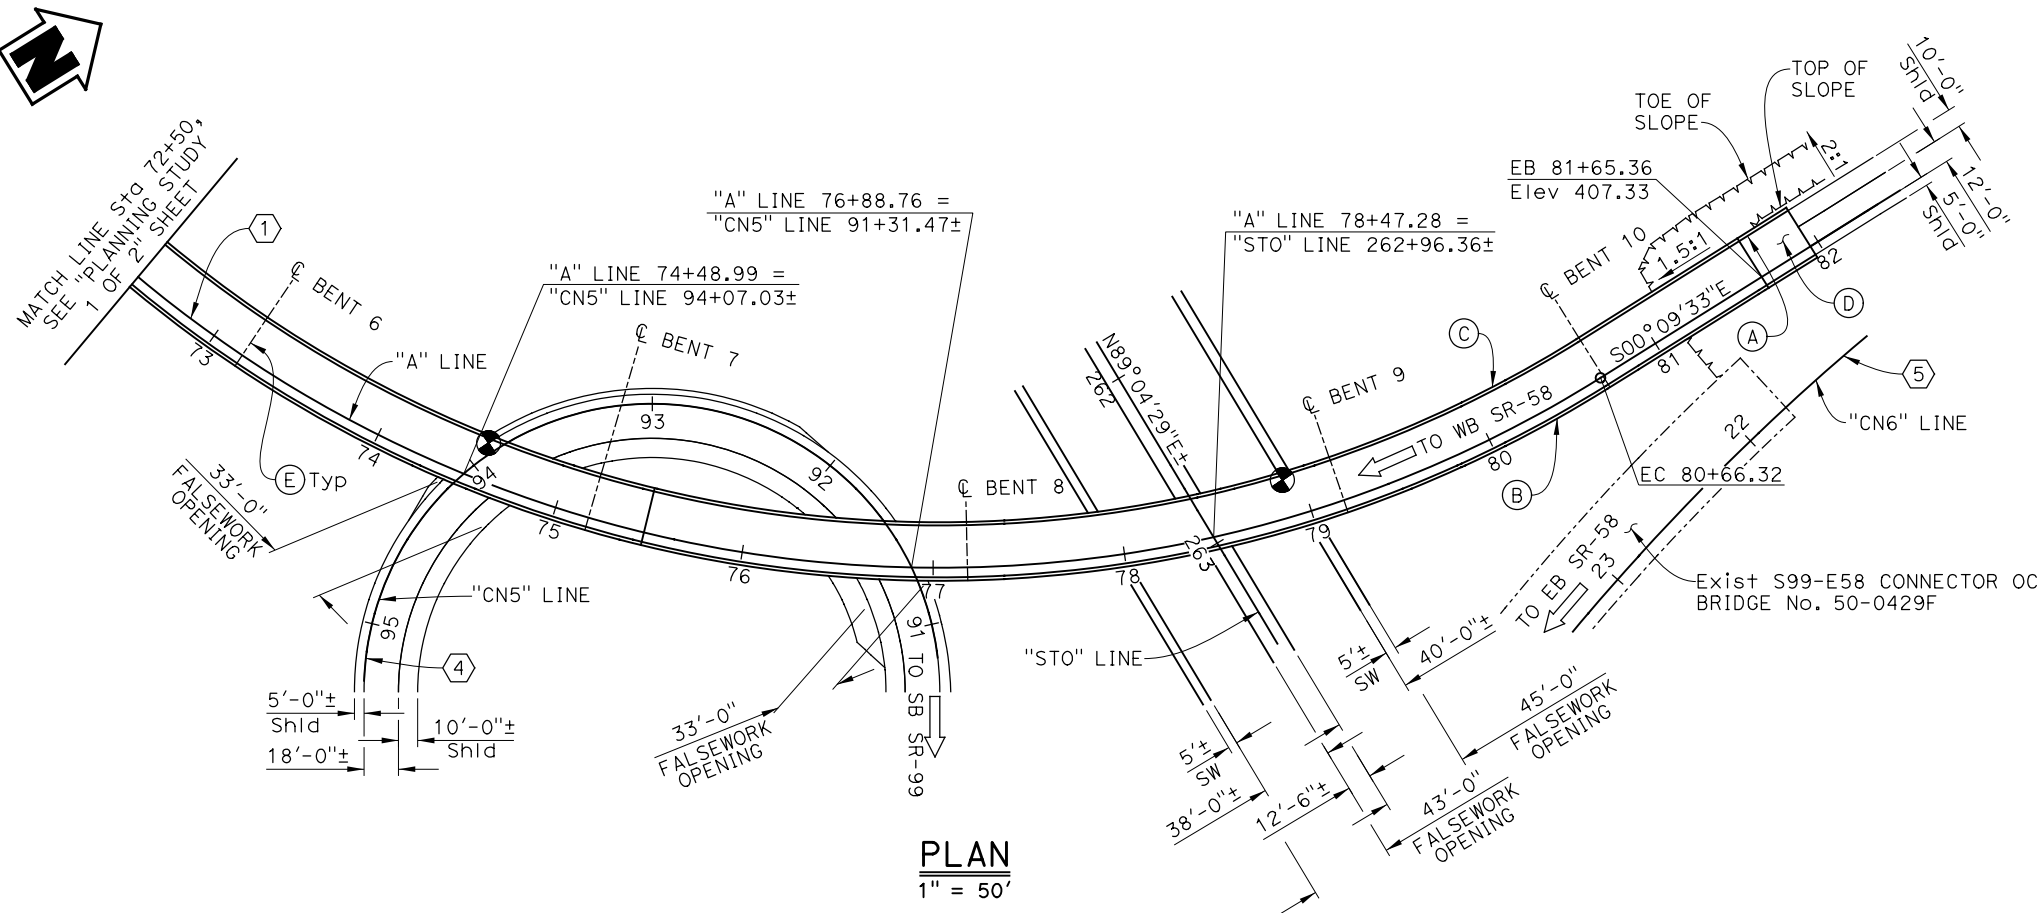 N
MATCH LINE Sta 72+50,
SEE "PLANNING STUDY
1 OF 2" SHEET
1
℄ BENT 6
73
"A" LINE
74
E Typ
33'-0"
FALSEWORK
OPENING
"A" LINE 74+48.99 =
"CN5" LINE 94+07.03±
℄ BENT 7
93
92
94
75
76
95
"CN5" LINE
4
5'-0"±
Shld
18'-0"±
10'-0"±
Shld
"A" LINE 76+88.76 =
"CN5" LINE 91+31.47±
℄ BENT 8
77
78
91 TO SB SR-99
33'-0"
FALSEWORK
OPENING
"A" LINE 78+47.28 =
"STO" LINE 262+96.36±
N89°04'29"E±
262
263
"STO" LINE
℄ BENT 9
79
80
TO WB SR-58
5'±
SW
38'-0"±
12'-6"±
43'-0"
FALSEWORK
OPENING
5'±
SW
40'-0"±
45'-0"
FALSEWORK
OPENING
C
B
℄ BENT 10
S00°09'33"E
81
82
EC 80+66.32
EB 81+65.36
Elev 407.33
TOE OF
SLOPE
TOP OF
SLOPE
1.5:1
2:1
10'-0"
Shld
12'-0"
5'-0"
Shld
D
A
5
"CN6" LINE
22
23
TO EB SR-58
Exist S99-E58 CONNECTOR OC
BRIDGE No. 50-0429F
PLAN
1" = 50'